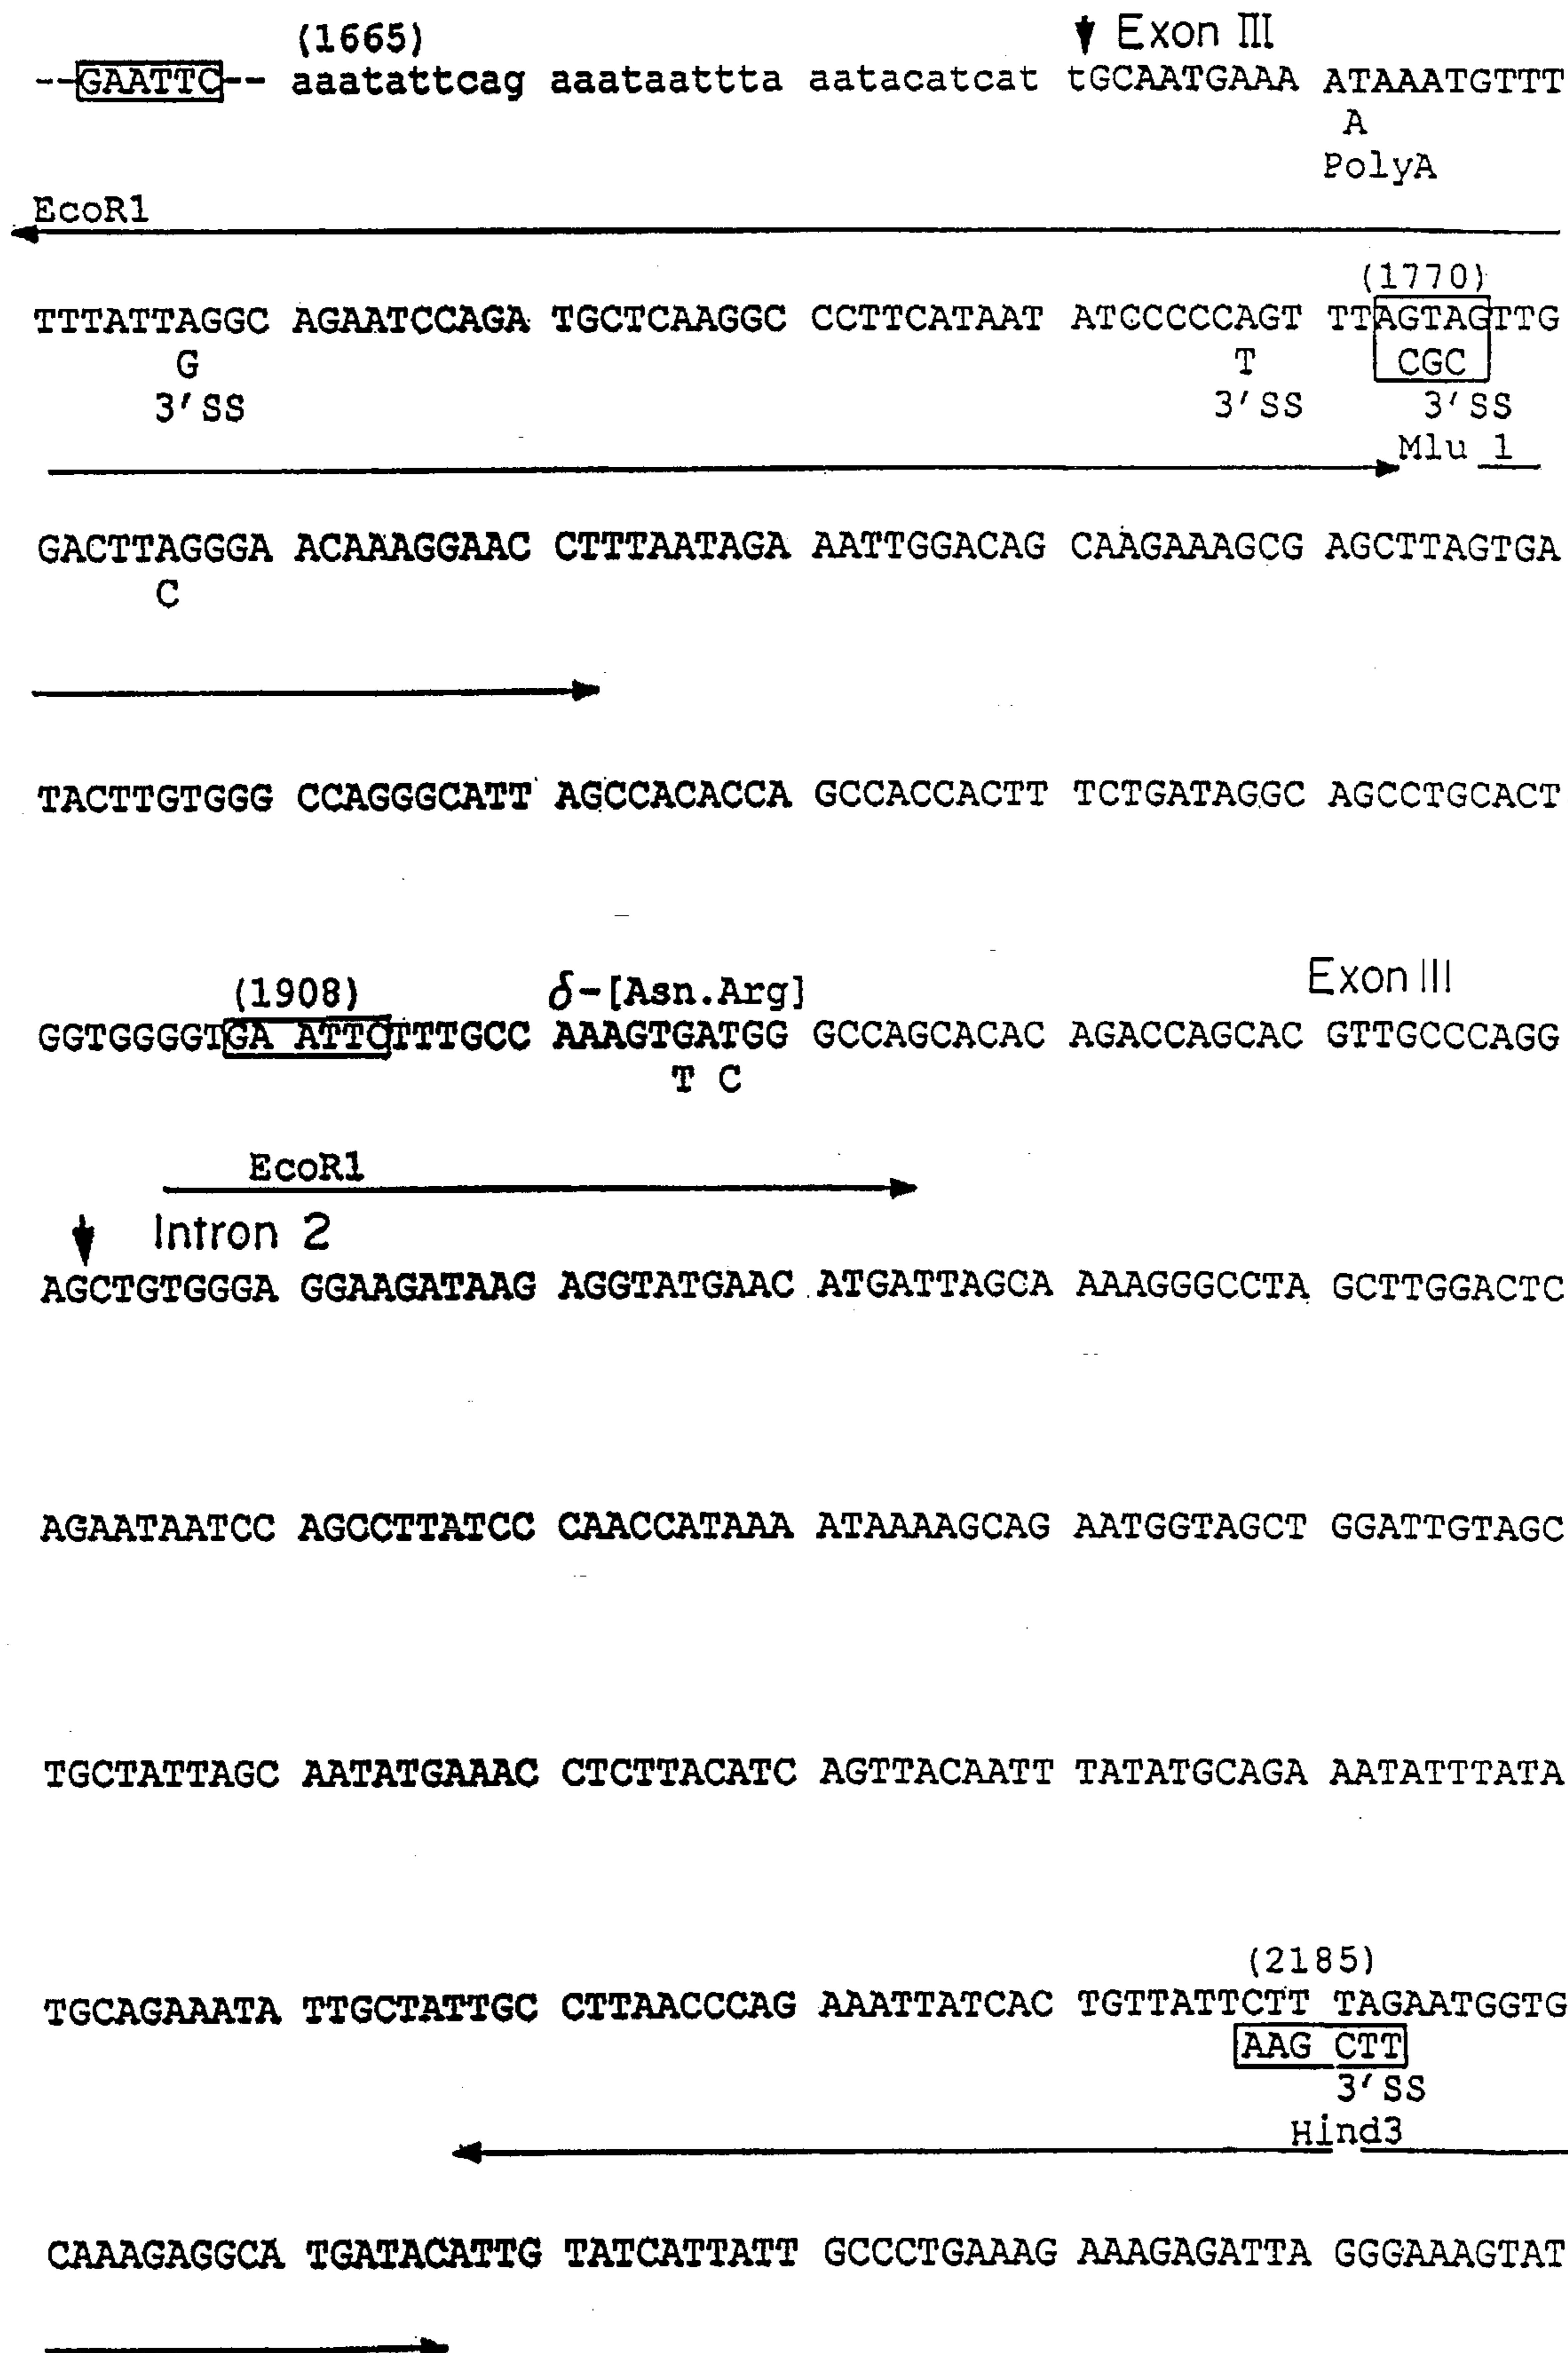 (1665) Exon III
--GAATTC-- aaatattcag aaataattta aatacatcat tGCAATGAAA ATAAATGTTT
A
PolyA
EcoR1
(1770)
TTTATTAGGC AGAATCCAGA TGCTCAAGGC CCTTCATAAT ATCCCCCAGT TTAGTAGTTG
G T CGC
3'SS 3'SS 3'SS
Mlu 1
GACTTAGGGA ACAAAGGAAC CTTTAATAGA AATTGGACAG CAAGAAAGCG AGCTTAGTGA
C
TACTTGTGGG CCAGGGCATT AGCCACACCA GCCACCACTT TCTGATAGGC AGCCTGCACT
(1908) δ-[Asn.Arg] Exon III
GGTGGGGTGA ATTCTTTGCC AAAGTGATGG GCCAGCACAC AGACCAGCAC GTTGCCCAGG
T C
EcoR1
Intron 2
AGCTGTGGGA GGAAGATAAG AGGTATGAAC ATGATTAGCA AAAGGGCCTA GCTTGGACTC
AGAATAATCC AGCCTTATCC CAACCATAAA ATAAAAGCAG AATGGTAGCT GGATTGTAGC
TGCTATTAGC AATATGAAAC CTCTTACATC AGTTACAATT TATATGCAGA AATATTTATA
(2185)
TGCAGAAATA TTGCTATTGC CTTAACCCAG AAATTATCAC TGTTATTCTT TAGAATGGTG
AAG CTT
3'SS
Hind3
CAAAGAGGCA TGATACATTG TATCATTATT GCCCTGAAAG AAAGAGATTA GGGAAAGTAT